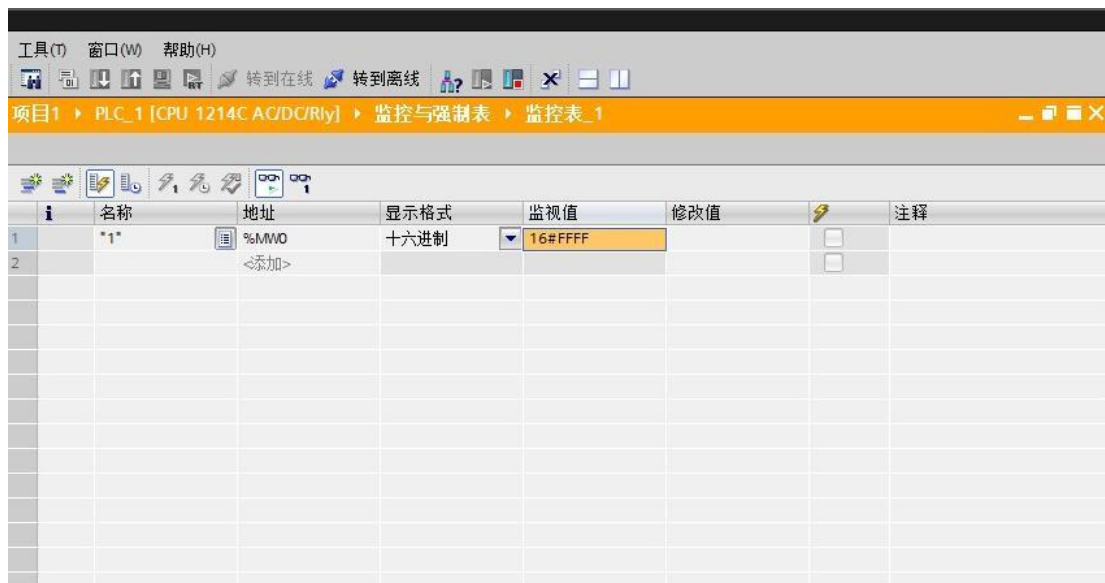 工具(T) 窗口(W) 帮助(H)
转到在线 转到离线
项目1 PLC_1 [CPU 1214C AC/DC/Rly] 监控与强制表 监控表_1
i 名称 地址 显示格式 监视值 修改值 注释
1 "1" %MW0 十六进制 16#FFFF
2 <添加>